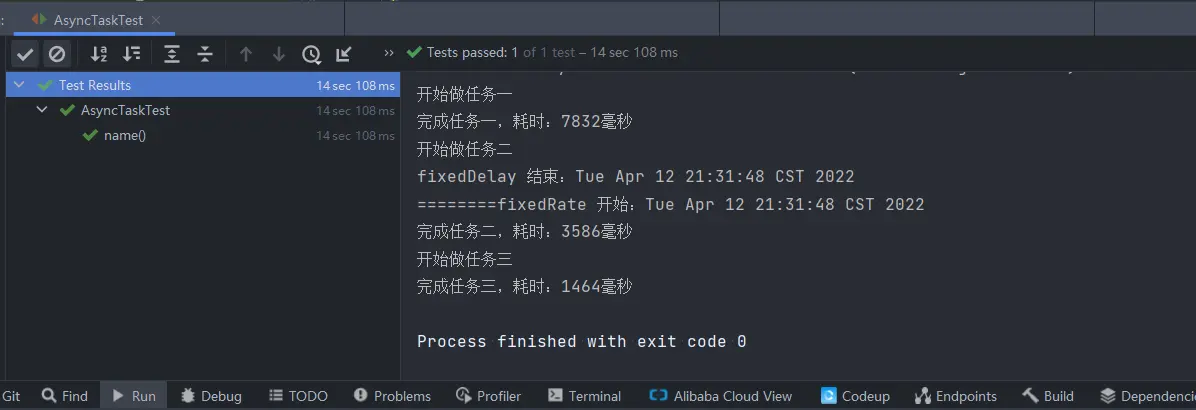 :
AsyncTaskTest
Tests passed: 1 of 1 test – 14 sec 108 ms
Test Results 14 sec 108 ms
AsyncTaskTest 14 sec 108 ms
name() 14 sec 108 ms
开始做任务一
完成任务一，耗时：7832毫秒
开始做任务二
fixedDelay 结束：Tue Apr 12 21:31:48 CST 2022
========fixedRate 开始：Tue Apr 12 21:31:48 CST 2022
完成任务二，耗时：3586毫秒
开始做任务三
完成任务三，耗时：1464毫秒
Process finished with exit code 0
Git Find Run Debug TODO Problems Profiler Terminal Alibaba Cloud View Codeup Endpoints Build Dependenci